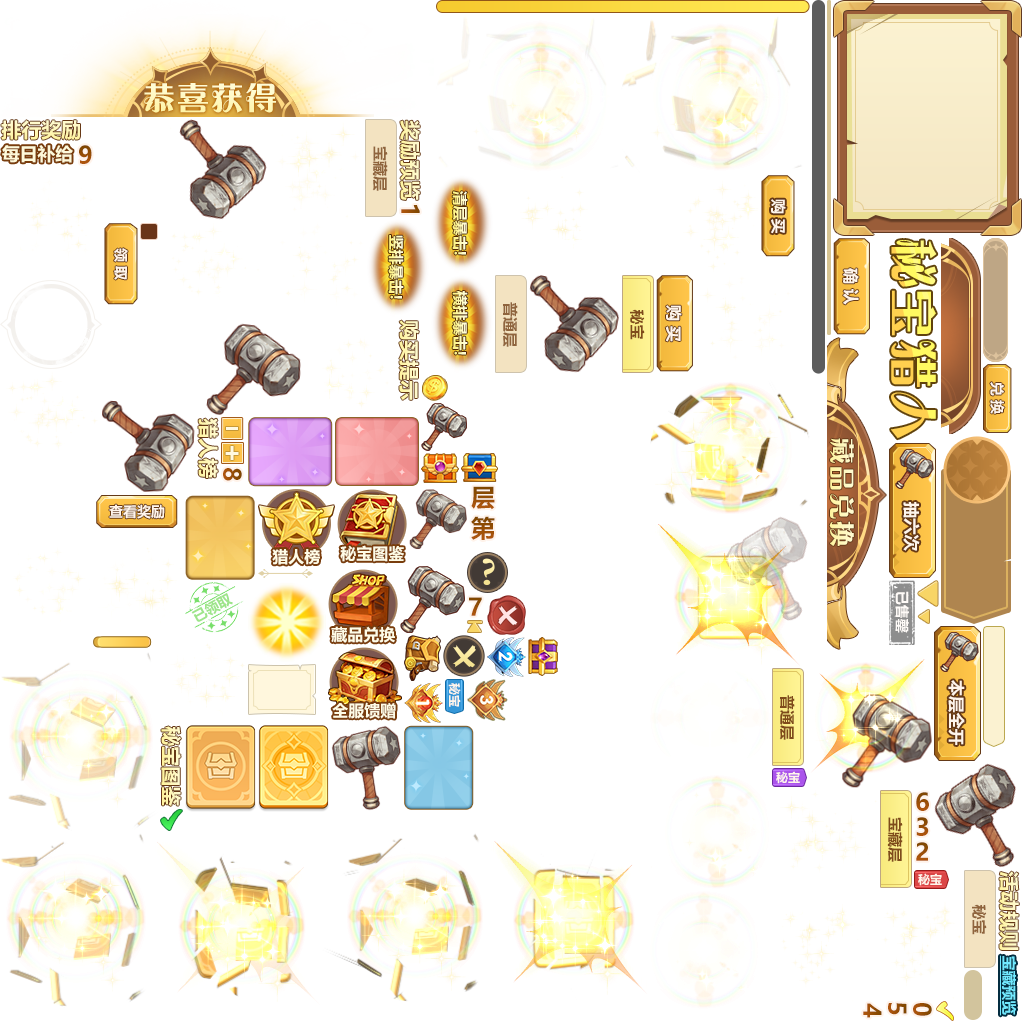 恭喜获得
排行奖励
每日补给 9
奖励预览 1
宝藏层
清层暴击!
竖排暴击!
横排暴击!
购买
领取
确认
秘宝猎人
兑换
普通层
秘宝
购买
购买提示
藏品兑换
抽六次
猎人榜
8
查看奖励
猎人榜
秘宝图鉴
层
第
?
已领取
SHOP
藏品兑换
7
已售罄
全服馈赠
2
1
秘宝
3
本层全开
普通层
秘宝
秘宝图鉴
6
3
2
宝藏层
秘宝
活动规则
秘宝
宝藏预览
0
5
4